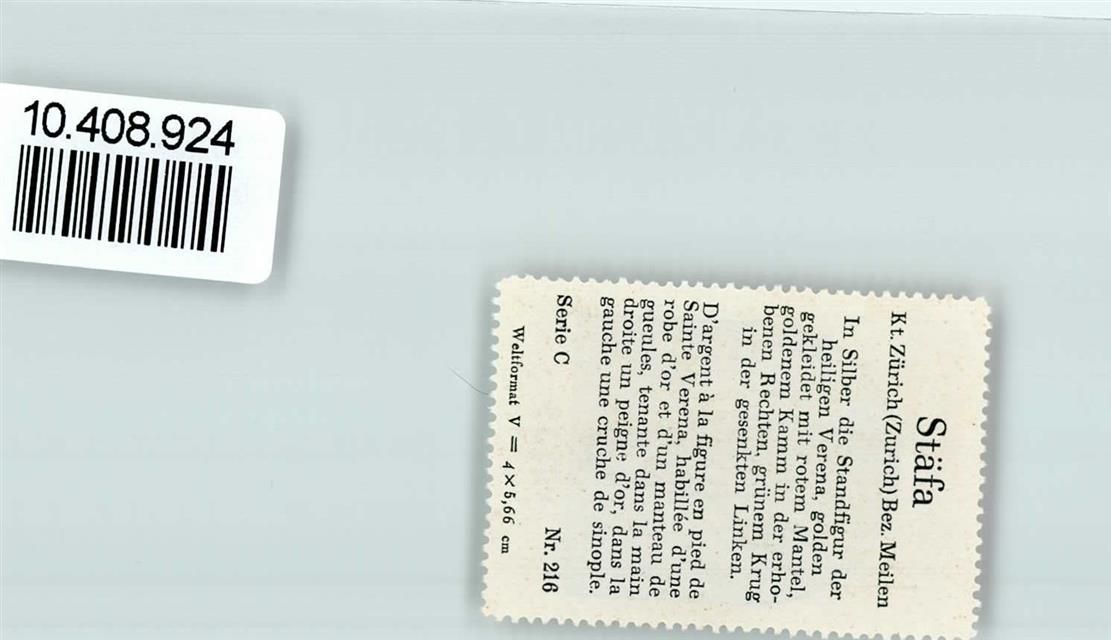 10.408.924
Stäfa
Kt. Zürich (Zurich) Bez. Meilen
In Silber die Standfigur der
heiligen Verena, golden
gekleidet mit rotem Mantel,
goldenem Kamm in der erho-
benen Rechten, grünem Krug
in der gesenkten Linken.
D'argent à la figure en pied de
Sainte Verena, habillée d'une
robe d'or et d'un manteau de
gueules, tenante dans la main
droite un peigne d'or, dans la
gauche une cruche de sinople.
Serie C Nr. 216
Weltformat V = 4 × 5,66 cm